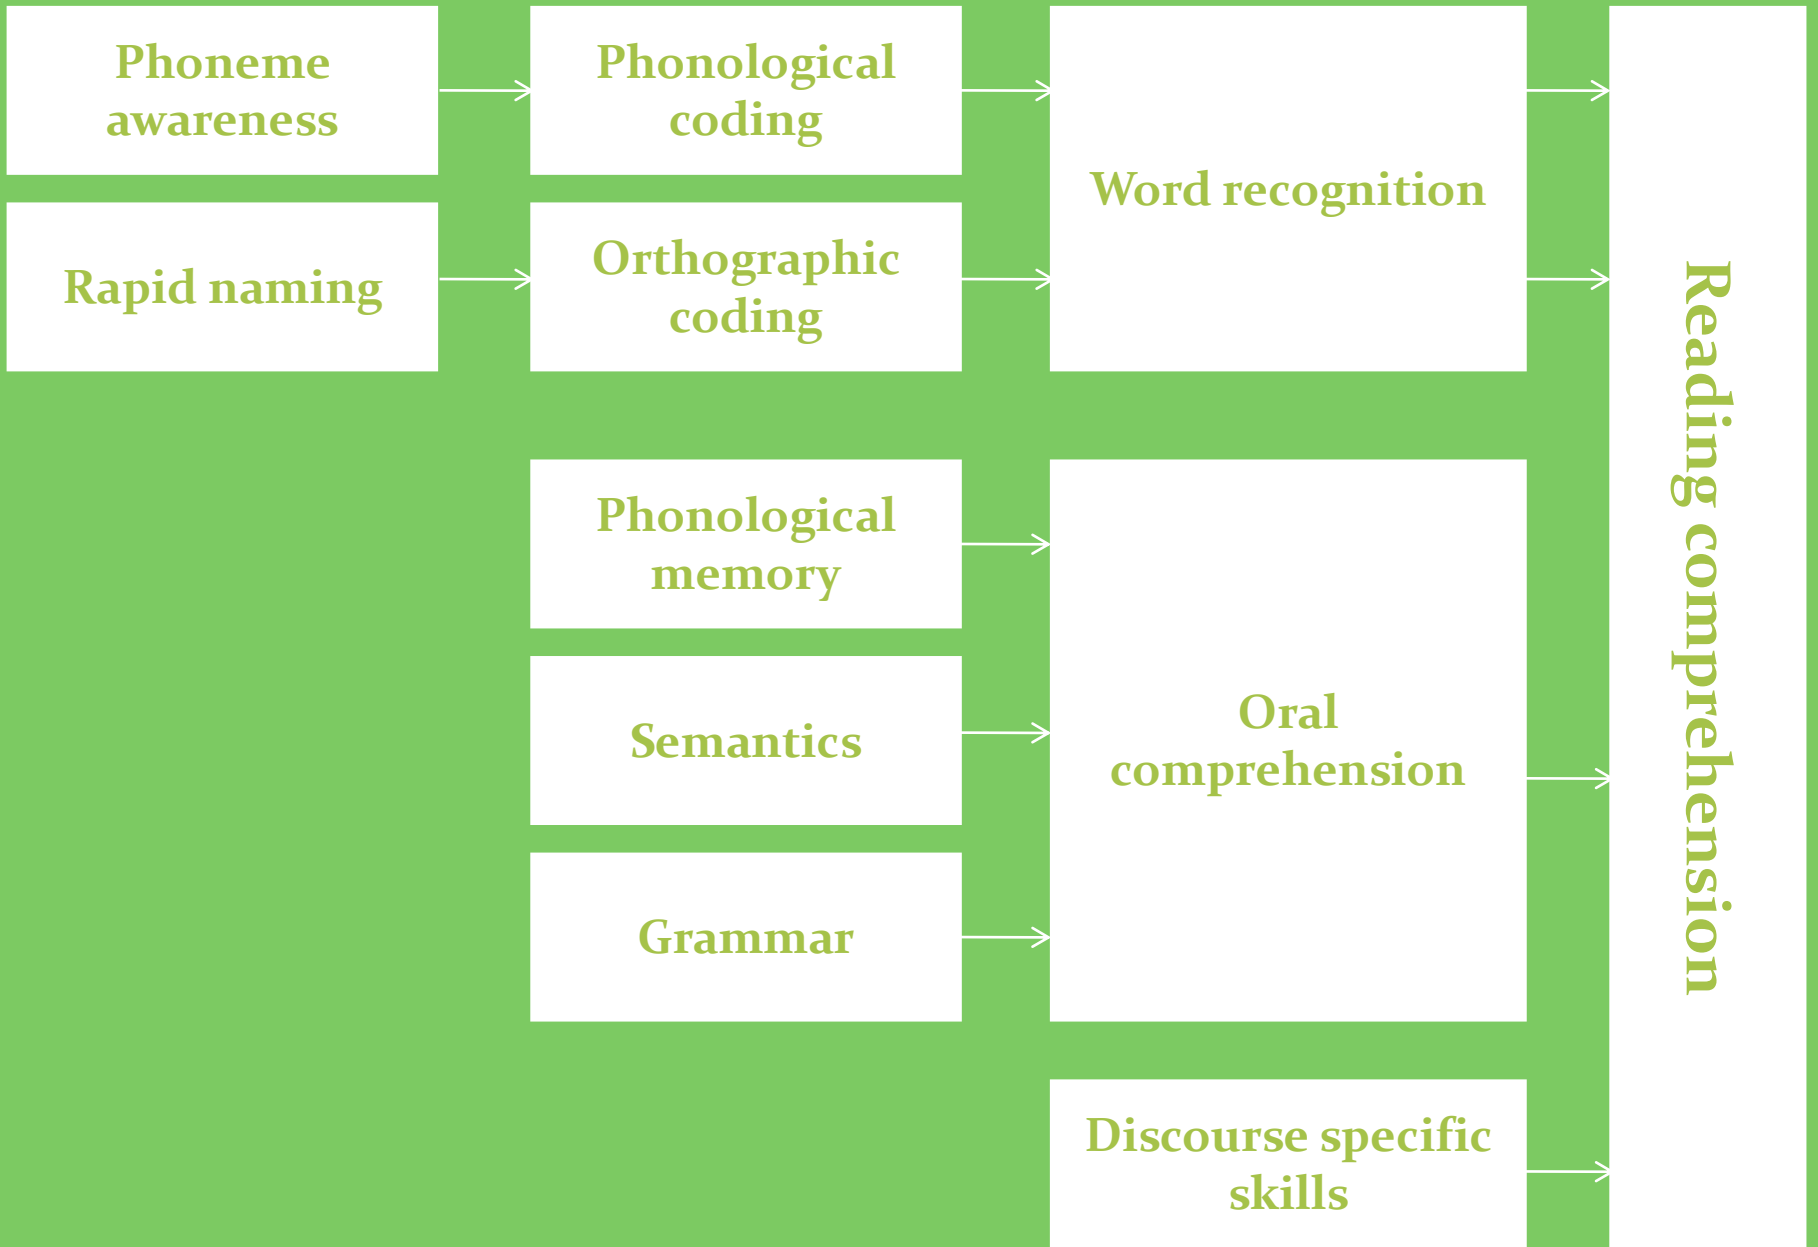 Phoneme
awareness
Phonological
coding
Word recognition
Rapid naming
Orthographic
coding
Phonological
memory
Semantics
Grammar
Oral
comprehension
Discourse specific
skills
Reading comprehension